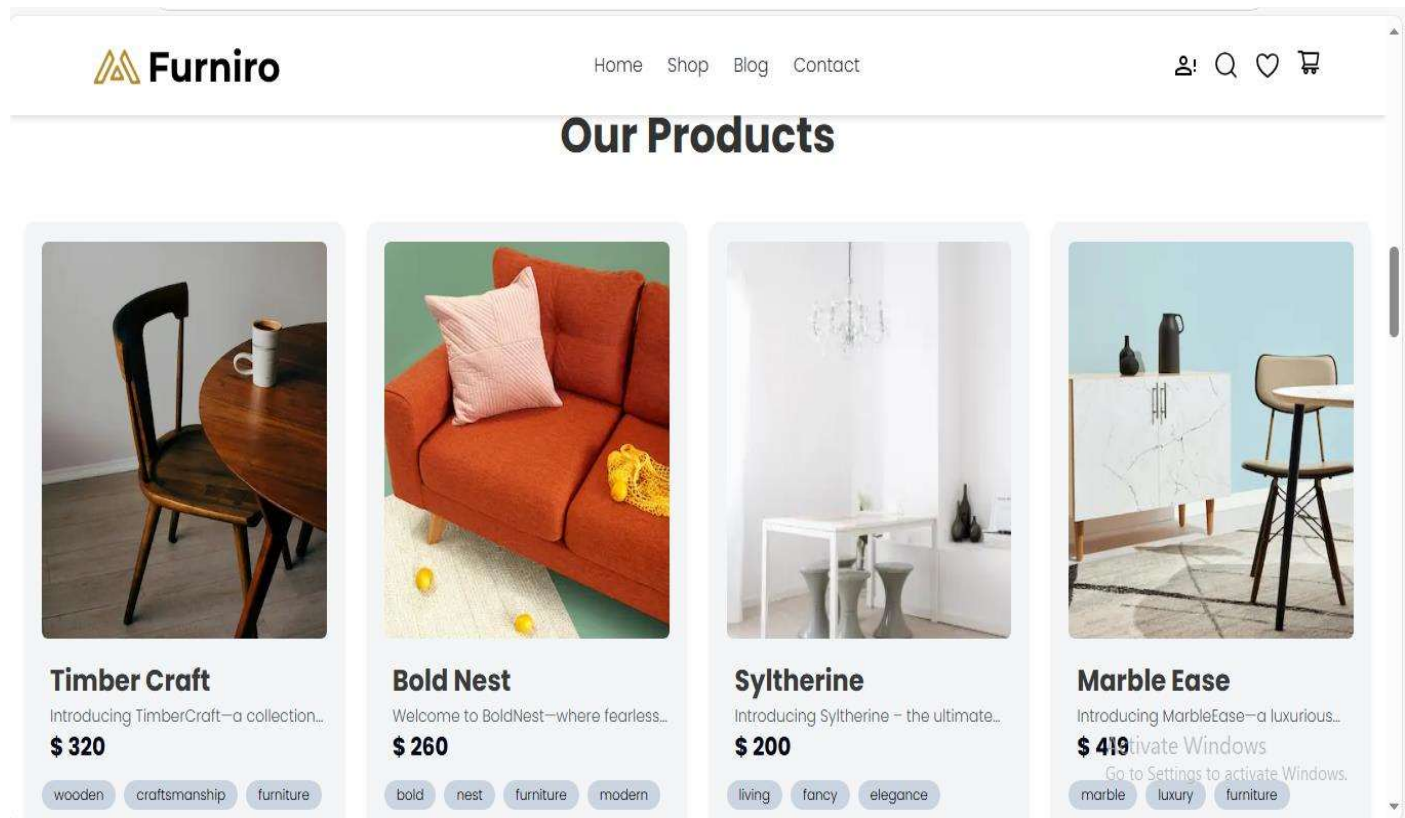 Furniro
Home Shop Blog Contact
Our Products
Timber Craft
Introducing TimberCraft—a collection...
$ 320
wooden craftsmanship furniture
Bold Nest
Welcome to BoldNest—where fearless...
$ 260
bold nest furniture modern
Syltherine
Introducing Syltherine – the ultimate...
$ 200
living fancy elegance
Marble Ease
Introducing MarbleEase—a luxurious...
$ 419
marble luxury furniture
Activate Windows
Go to Settings to activate Windows.